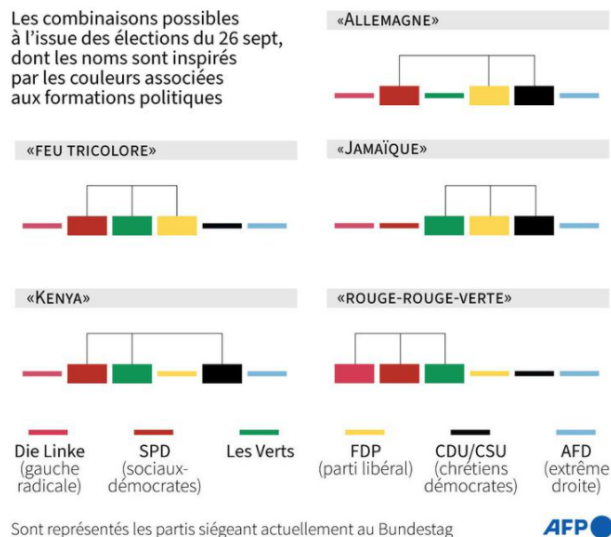 Les combinaisons possibles
à l'issue des élections du 26 sept,
dont les noms sont inspirés
par les couleurs associées
aux formations politiques
«ALLEMAGNE»
«FEU TRICOLORE»
«JAMAÏQUE»
«KENYA»
«ROUGE-ROUGE-VERTE»
Die Linke
(gauche
radicale)
SPD
(sociaux-
démocrates)
Les Verts
FDP
(parti libéral)
CDU/CSU
(chrétiens
démocrates)
AFD
(extrême
droite)
Sont représentés les partis siégeant actuellement au Bundestag
AFP